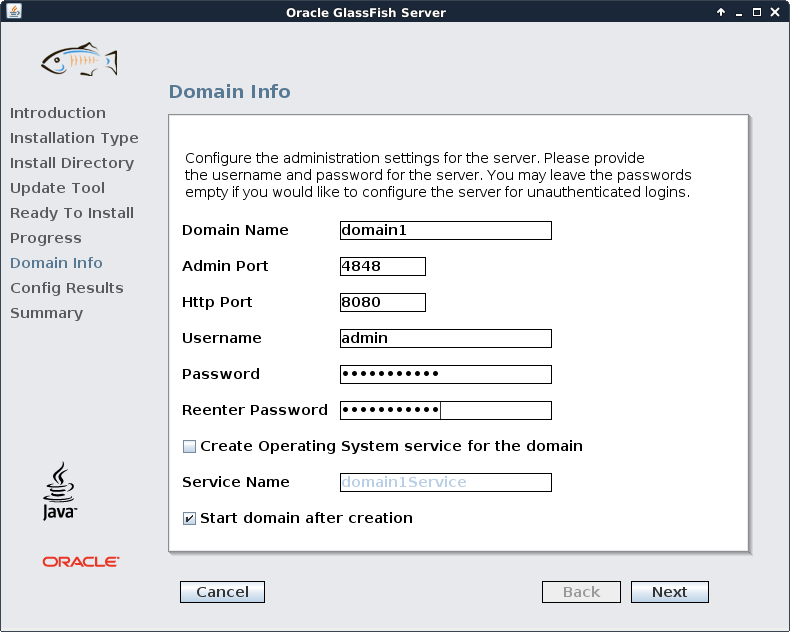 Oracle GlassFish Server
Introduction
Installation Type
Install Directory
Update Tool
Ready To Install
Progress
Domain Info
Config Results
Summary
Java
ORACLE
Domain Info
Configure the administration settings for the server. Please provide
the username and password for the server. You may leave the passwords
empty if you would like to configure the server for unauthenticated logins.
Domain Name domain1
Admin Port 4848
Http Port 8080
Username admin
Password •••••••••••
Reenter Password •••••••••••
Create Operating System service for the domain
Service Name domain1Service
Start domain after creation
Cancel Back Next